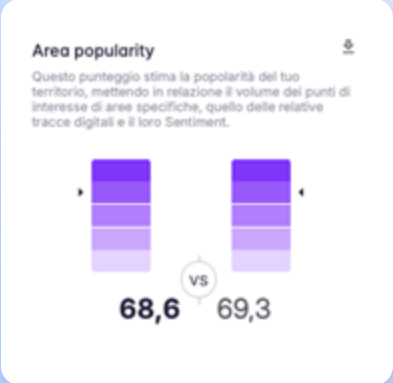 Area popularity
Questo punteggio stima la popolarità del tuo
territorio, mettendo in relazione il volume dei punti di
interesse di aree specifiche, quello delle relative
tracce digitali e il loro Sentiment.
VS
68,6 69,3